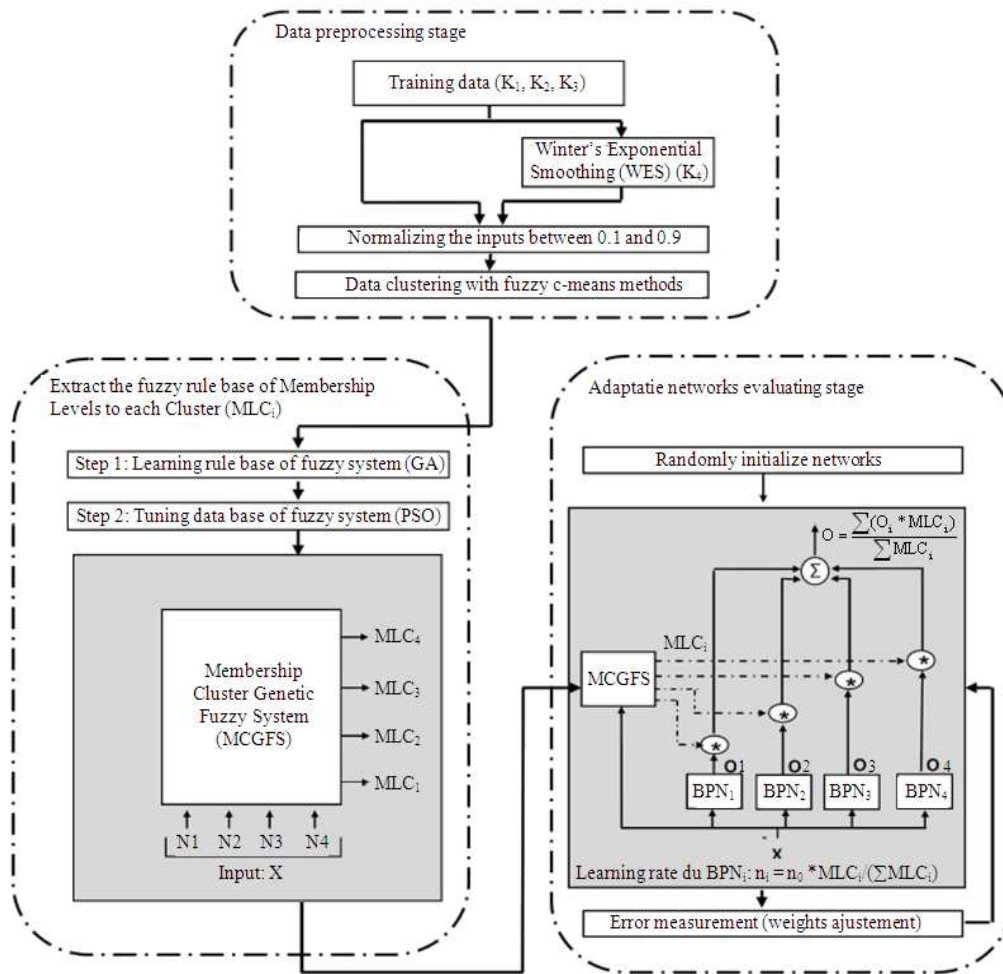 Data preprocessing stage
Training data (K₁, K₂, K₃)
Winter's Exponential
Smoothing (WES) (K₄)
Normalizing the inputs between 0.1 and 0.9
Data clustering with fuzzy c-means methods
Extract the fuzzy rule base of Membership
Levels to each Cluster (MLCᵢ)
Step 1: Learning rule base of fuzzy system (GA)
Step 2: Tuning data base of fuzzy system (PSO)
Membership
Cluster Genetic
Fuzzy System
(MCGFS)
MLC₄
MLC₃
MLC₂
MLC₁
N1 N2 N3 N4
Input: X
Adaptatie networks evaluating stage
Randomly initialize networks
O = ∑(Oᵢ * MLCᵢ) / ∑MLCᵢ
Σ
MLCᵢ
MCGFS
* * * *
O1 O2 O3 O4
BPN₁ BPN₂ BPN₃ BPN₄
X
Learning rate du BPNᵢ: nᵢ = n₀ *MLCᵢ/(∑MLCᵢ)
Error measurement (weights ajustement)